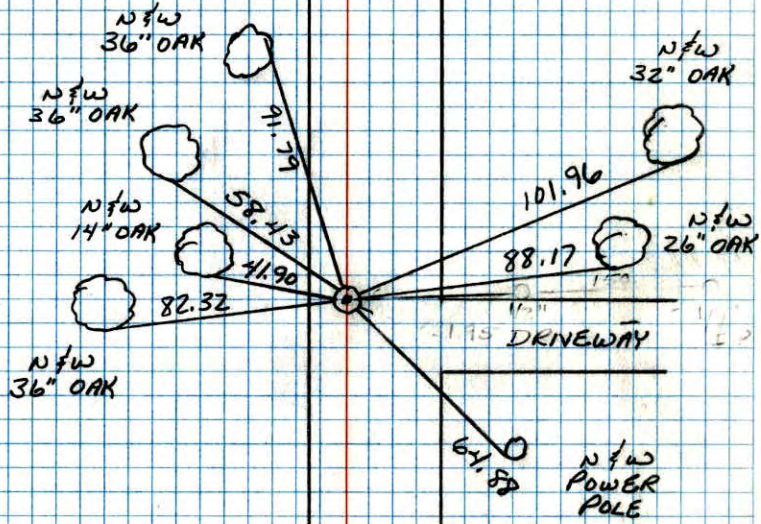 N & W
36" OAK
N & W
36" OAK
N & W
14" OAK
N & W
36" OAK
91.79
58.43
41.90
82.32
N & W
32" OAK
101.96
N & W
26" OAK
88.17
DRIVEWAY
64.88
N & W
POWER
POLE